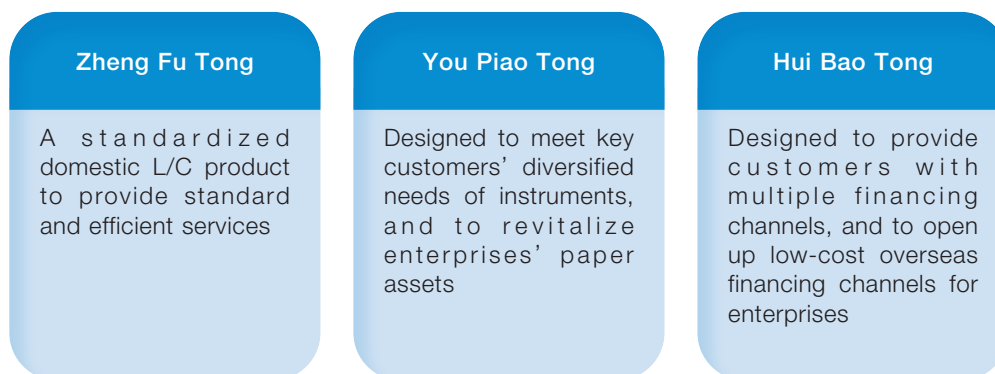 Zheng Fu Tong
A standardized
domestic L/C product
to provide standard
and efficient services
You Piao Tong
Designed to meet key
customers’ diversified
needs of instruments,
and to revitalize
enterprises’ paper
assets
Hui Bao Tong
Designed to provide
customers with
multiple financing
channels, and to open
up low-cost overseas
financing channels for
enterprises